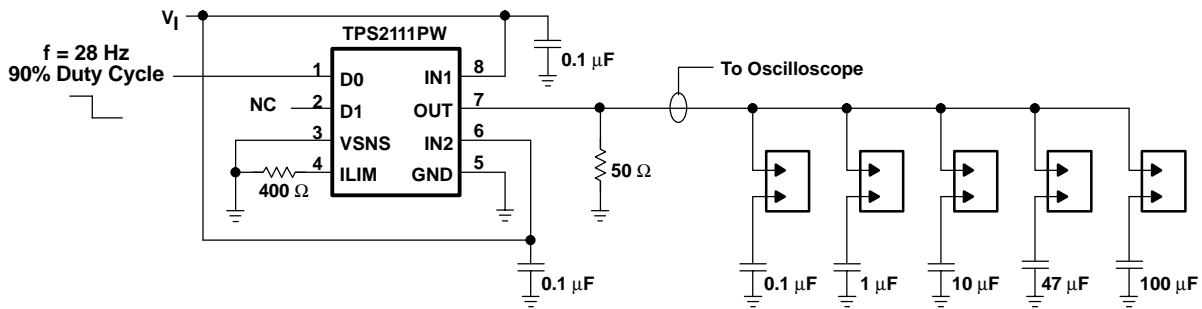 VI
TPS2111PW
f = 28 Hz
90% Duty Cycle
0.1 µF
To Oscilloscope
NC
1 D0 IN1 8
2 D1 OUT 7
3 VSNS IN2 6
4 ILIM GND 5
400 Ω
50 Ω
0.1 µF
0.1 µF
1 µF
10 µF
47 µF
100 µF